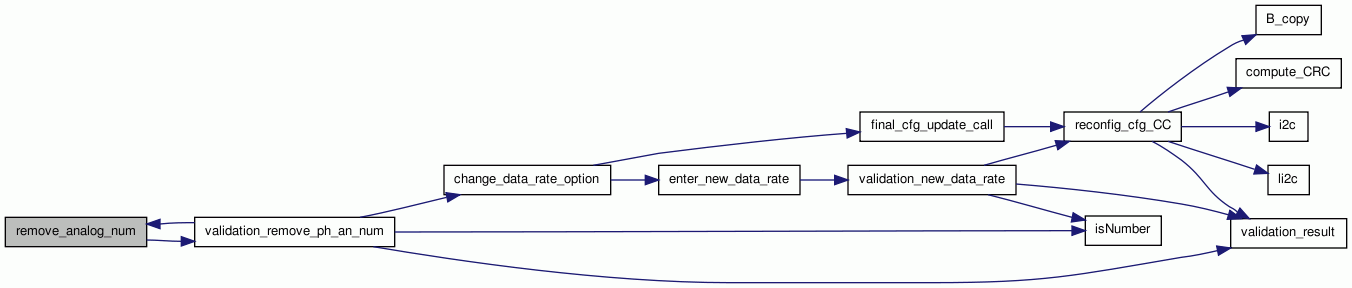 B_copy
compute_CRC
final_cfg_update_call
reconfig_cfg_CC
i2c
change_data_rate_option
enter_new_data_rate
validation_new_data_rate
li2c
remove_analog_num
validation_remove_ph_an_num
isNumber
validation_result